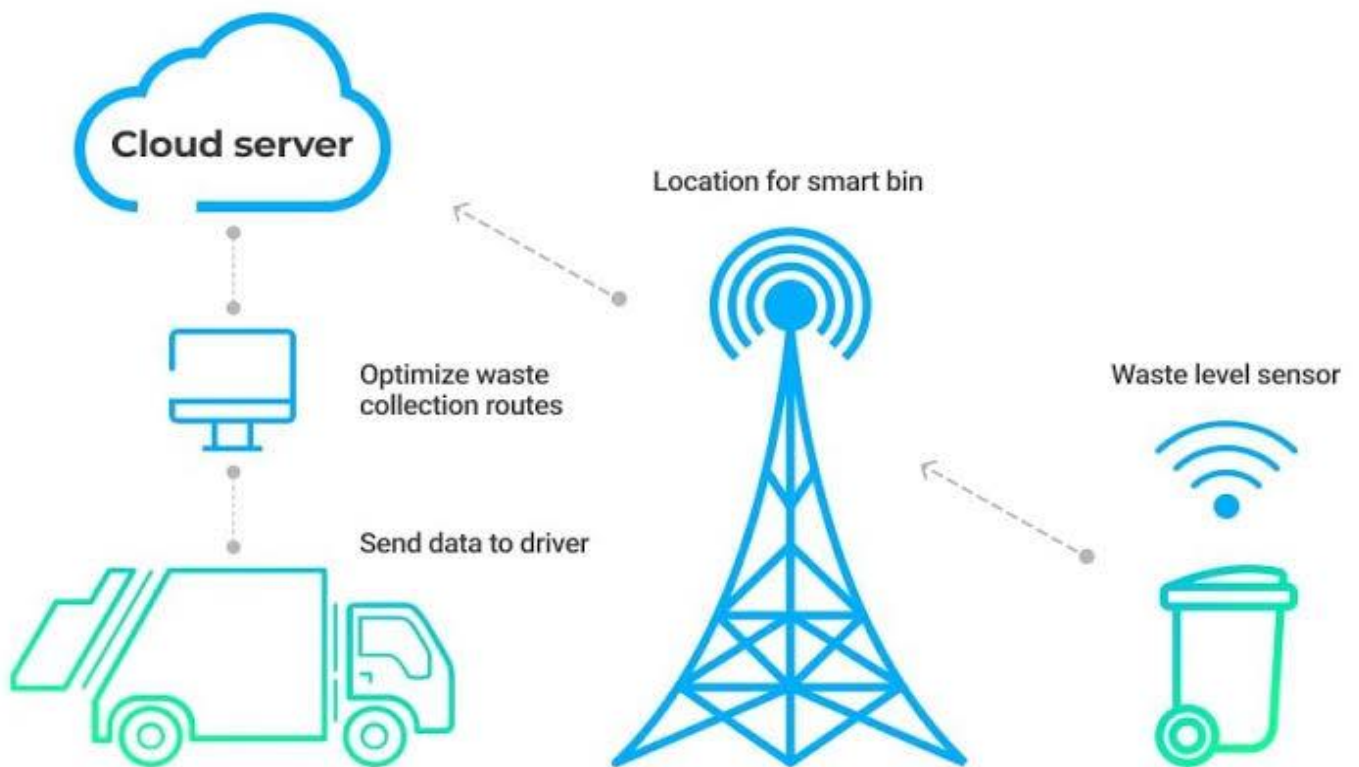 Cloud server
Location for smart bin
Optimize waste
collection routes
Waste level sensor
Send data to driver